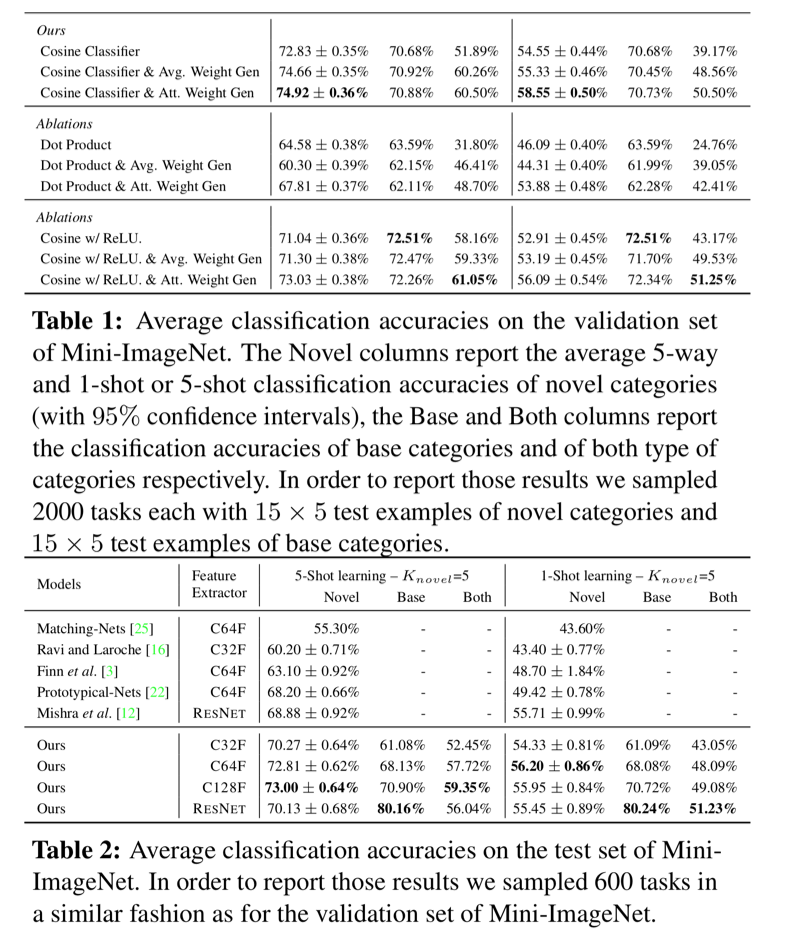 Ours
Cosine Classifier 72.83 ± 0.35% 70.68% 51.89% 54.55 ± 0.44% 70.68% 39.17%
Cosine Classifier & Avg. Weight Gen 74.66 ± 0.35% 70.92% 60.26% 55.33 ± 0.46% 70.45% 48.56%
Cosine Classifier & Att. Weight Gen 74.92 ± 0.36% 70.88% 60.50% 58.55 ± 0.50% 70.73% 50.50%
Ablations
Dot Product 64.58 ± 0.38% 63.59% 31.80% 46.09 ± 0.40% 63.59% 24.76%
Dot Product & Avg. Weight Gen 60.30 ± 0.39% 62.15% 46.41% 44.31 ± 0.40% 61.99% 39.05%
Dot Product & Att. Weight Gen 67.81 ± 0.37% 62.11% 48.70% 53.88 ± 0.48% 62.28% 42.41%
Ablations
Cosine w/ ReLU. 71.04 ± 0.36% 72.51% 58.16% 52.91 ± 0.45% 72.51% 43.17%
Cosine w/ ReLU. & Avg. Weight Gen 71.30 ± 0.38% 72.47% 59.33% 53.19 ± 0.45% 71.70% 49.53%
Cosine w/ ReLU. & Att. Weight Gen 73.03 ± 0.38% 72.26% 61.05% 56.09 ± 0.54% 72.34% 51.25%
Table 1: Average classification accuracies on the validation set
of Mini-ImageNet. The Novel columns report the average 5-way
and 1-shot or 5-shot classification accuracies of novel categories
(with 95% confidence intervals), the Base and Both columns report
the classification accuracies of base categories and of both type of
categories respectively. In order to report those results we sampled
2000 tasks each with 15 × 5 test examples of novel categories and
15 × 5 test examples of base categories.
Models Feature Extractor 5-Shot learning – K_novel=5 1-Shot learning – K_novel=5
Novel Base Both Novel Base Both
Matching-Nets [25] C64F 55.30% - - 43.60% - -
Ravi and Laroche [16] C32F 60.20 ± 0.71% - - 43.40 ± 0.77% - -
Finn et al. [3] C64F 63.10 ± 0.92% - - 48.70 ± 1.84% - -
Prototypical-Nets [22] C64F 68.20 ± 0.66% - - 49.42 ± 0.78% - -
Mishra et al. [12] RESNET 68.88 ± 0.92% - - 55.71 ± 0.99% - -
Ours C32F 70.27 ± 0.64% 61.08% 52.45% 54.33 ± 0.81% 61.09% 43.05%
Ours C64F 72.81 ± 0.62% 68.13% 57.72% 56.20 ± 0.86% 68.08% 48.09%
Ours C128F 73.00 ± 0.64% 70.90% 59.35% 55.95 ± 0.84% 70.72% 49.08%
Ours RESNET 70.13 ± 0.68% 80.16% 56.04% 55.45 ± 0.89% 80.24% 51.23%
Table 2: Average classification accuracies on the test set of Mini-
ImageNet. In order to report those results we sampled 600 tasks in
a similar fashion as for the validation set of Mini-ImageNet.